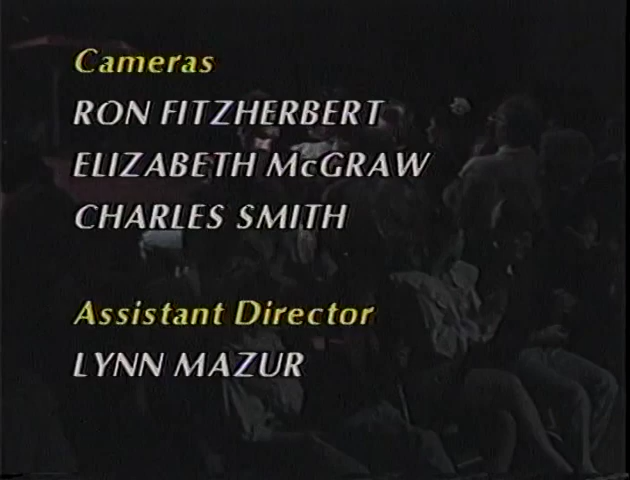 Cameras
RON FITZHERBERT
ELIZABETH McGRAW
CHARLES SMITH
Assistant Director
LYNN MAZUR